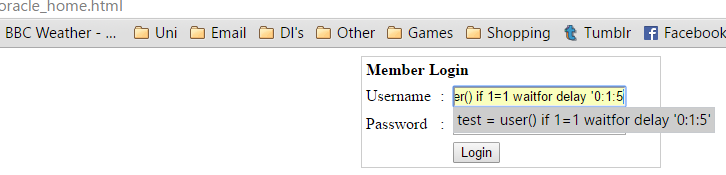 oracle_home.html
BBC Weather - ... Uni Email DI's Other Games Shopping Tumblr Facebook
Member Login
Username : er() if 1=1 waitfor delay '0:1:5
Password :
test = user() if 1=1 waitfor delay '0:1:5'
Login